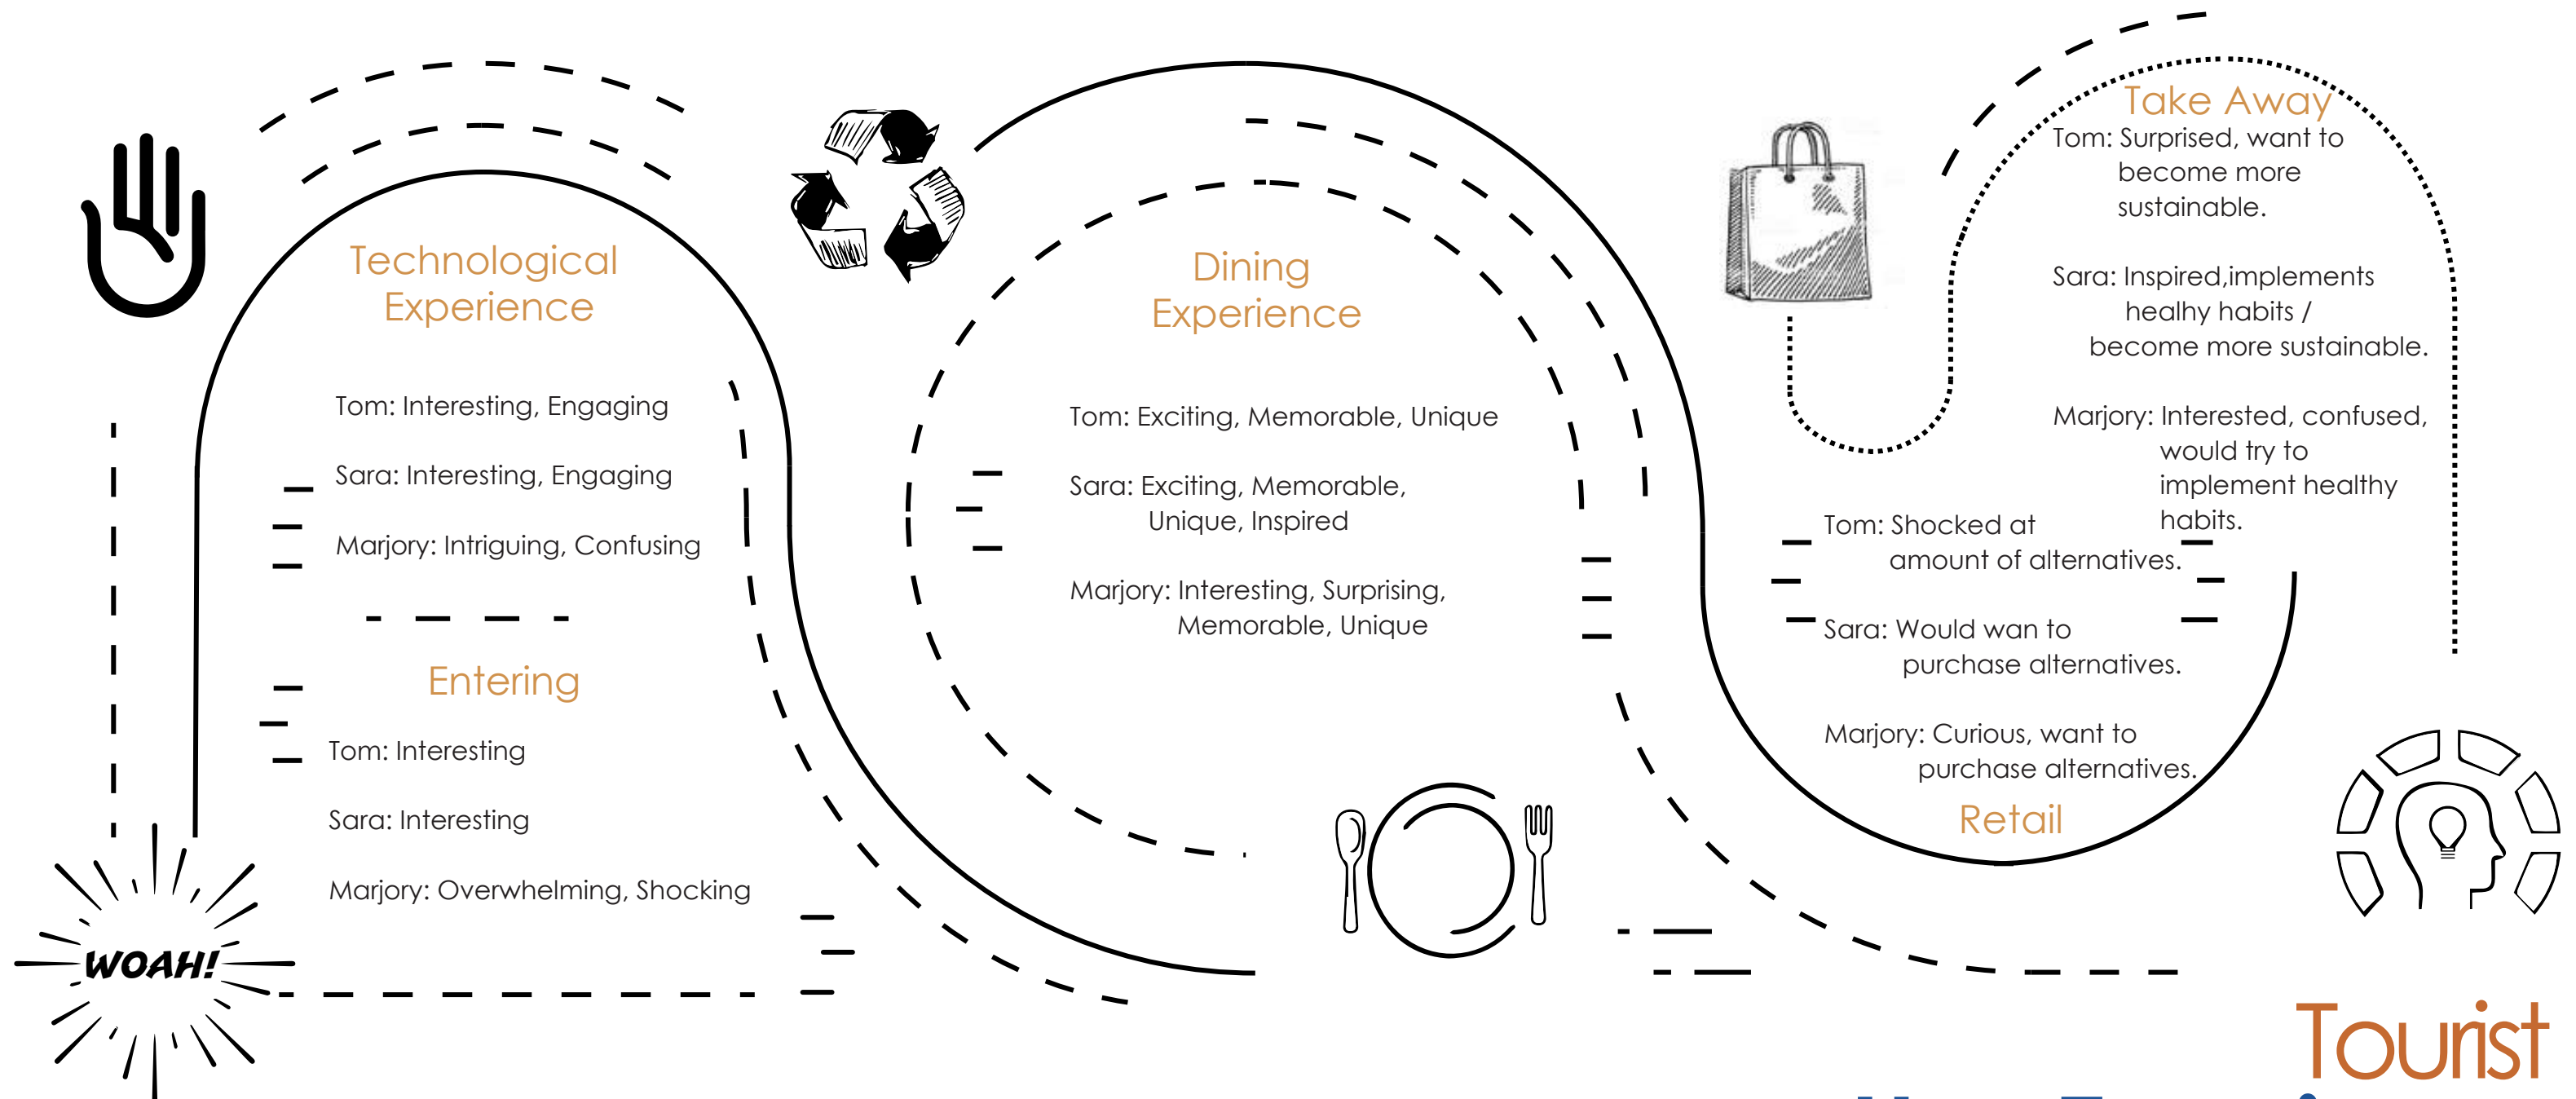 Technological
Experience
Tom: Interesting, Engaging
Sara: Interesting, Engaging
Marjory: Intriguing, Confusing
Entering
Tom: Interesting
Sara: Interesting
Marjory: Overwhelming, Shocking
WOAH!
Dining
Experience
Tom: Exciting, Memorable, Unique
Sara: Exciting, Memorable,
Unique, Inspired
Marjory: Interesting, Surprising,
Memorable, Unique
Take Away
Tom: Surprised, want to
become more
sustainable.
Sara: Inspired,implements
healhy habits /
become more sustainable.
Marjory: Interested, confused,
would try to
implement healthy
habits.
Tom: Shocked at
amount of alternatives.
Sara: Would wan to
purchase alternatives.
Marjory: Curious, want to
purchase alternatives.
Retail
Tourist